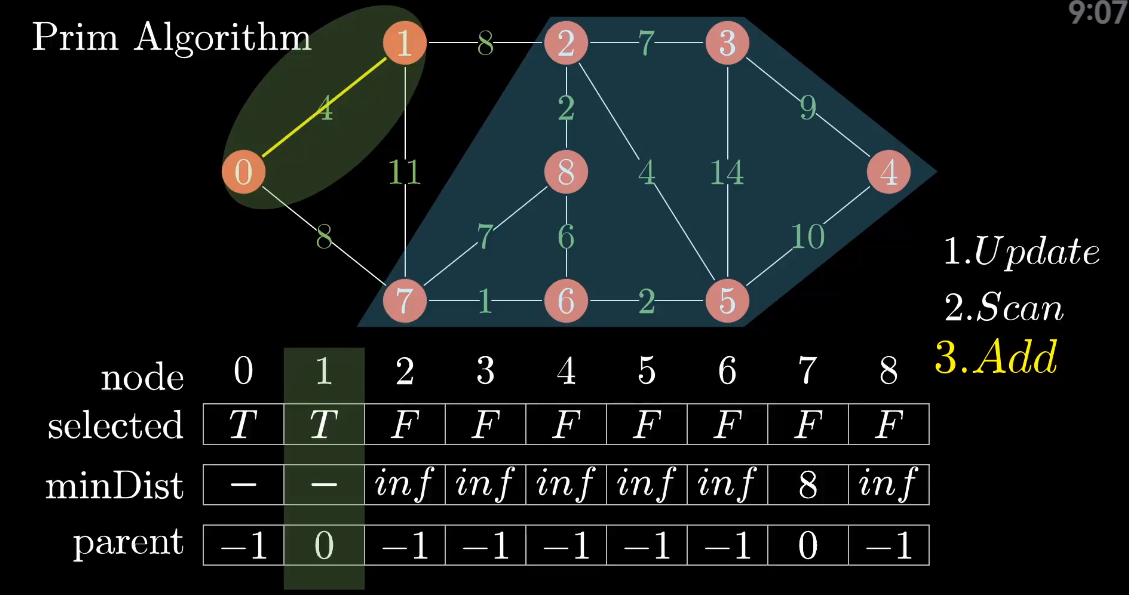 9:07
Prim Algorithm
1 8 2 7 3
4 2 9
0 11 8 4 14 4
8 7 6 10
1.Update
7 1 6 2 5
2.Scan
3.Add
node 0 1 2 3 4 5 6 7 8
selected T T F F F F F F F
minDist − − inf inf inf inf inf 8 inf
parent −1 0 −1 −1 −1 −1 −1 0 −1